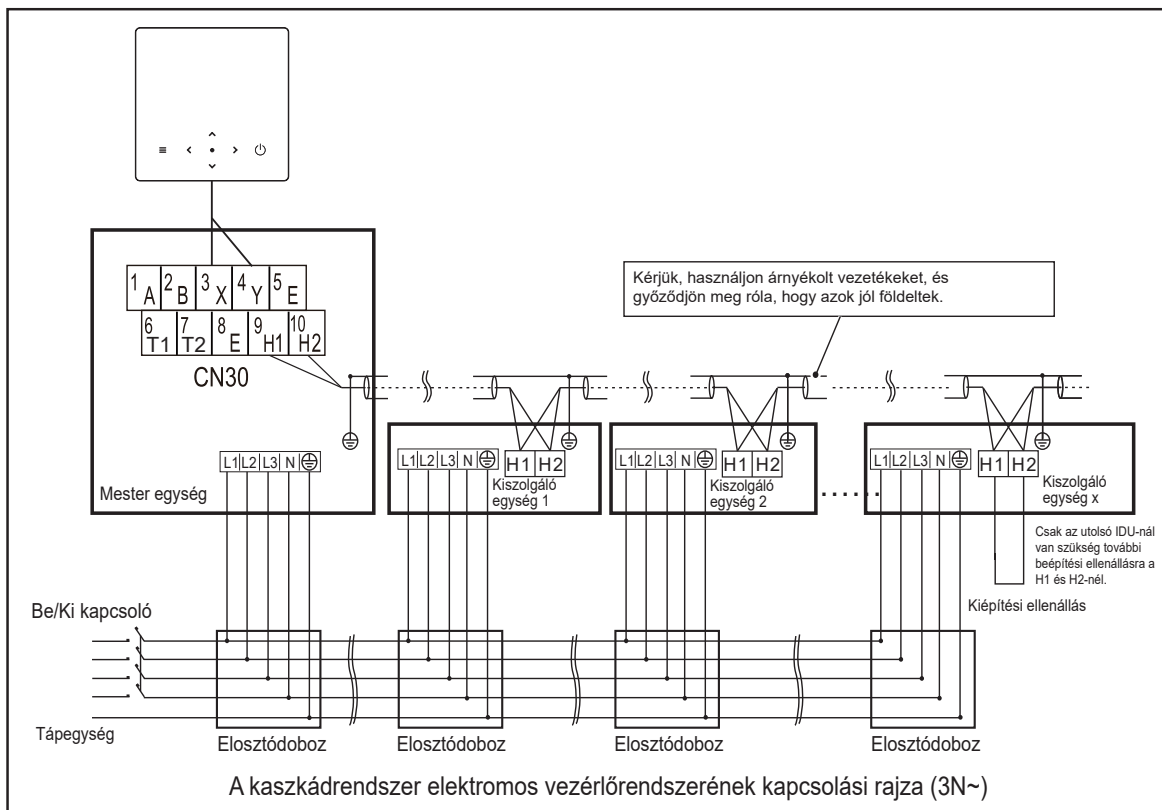 1 A 2 B 3 X 4 Y 5 E
6 T1 7 T2 8 E 9 H1 10 H2
CN30
Kérjük, használjon árnyékolt vezetékeket, és
győződjön meg róla, hogy azok jól földeltek.
L1 L2 L3 N
Mester egység
L1 L2 L3 N
H1 H2
Kiszolgáló
egység 1
L1 L2 L3 N
H1 H2
Kiszolgáló
egység 2
L1 L2 L3 N
H1 H2
Kiszolgáló
egység x
Csak az utolsó IDU-nál
van szükség további
beépítési ellenállásra a
H1 és H2-nél.
Kiépítési ellenállás
Be/Ki kapcsoló
Tápegység
Elosztódoboz
Elosztódoboz
Elosztódoboz
Elosztódoboz
A kaszkádrendszer elektromos vezérlőrendszerének kapcsolási rajza (3N~)